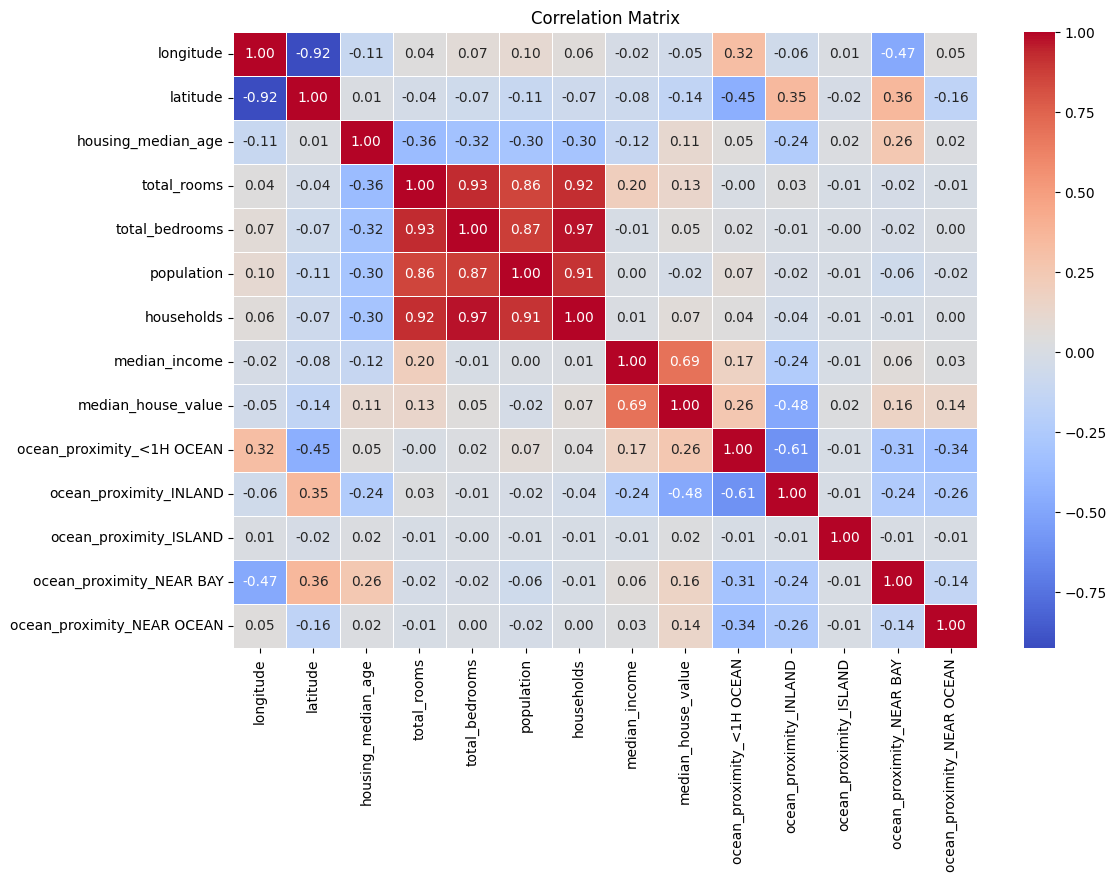 Correlation Matrix
longitude 1.00 -0.92 -0.11 0.04 0.07 0.10 0.06 -0.02 -0.05 0.32 -0.06 0.01 -0.47 0.05
latitude -0.92 1.00 0.01 -0.04 -0.07 -0.11 -0.07 -0.08 -0.14 -0.45 0.35 -0.02 0.36 -0.16
housing_median_age -0.11 0.01 1.00 -0.36 -0.32 -0.30 -0.30 -0.12 0.11 0.05 -0.24 0.02 0.26 0.02
total_rooms 0.04 -0.04 -0.36 1.00 0.93 0.86 0.92 0.20 0.13 -0.00 0.03 -0.01 -0.02 -0.01
total_bedrooms 0.07 -0.07 -0.32 0.93 1.00 0.87 0.97 -0.01 0.05 0.02 -0.01 -0.00 -0.02 0.00
population 0.10 -0.11 -0.30 0.86 0.87 1.00 0.91 0.00 -0.02 0.07 -0.02 -0.01 -0.06 -0.02
households 0.06 -0.07 -0.30 0.92 0.97 0.91 1.00 0.01 0.07 0.04 -0.04 -0.01 -0.01 0.00
median_income -0.02 -0.08 -0.12 0.20 -0.01 0.00 0.01 1.00 0.69 0.17 -0.24 -0.01 0.06 0.03
median_house_value -0.05 -0.14 0.11 0.13 0.05 -0.02 0.07 0.69 1.00 0.26 -0.48 0.02 0.16 0.14
ocean_proximity_<1H OCEAN 0.32 -0.45 0.05 -0.00 0.02 0.07 0.04 0.17 0.26 1.00 -0.61 -0.01 -0.31 -0.34
ocean_proximity_INLAND -0.06 0.35 -0.24 0.03 -0.01 -0.02 -0.04 -0.24 -0.48 -0.61 1.00 -0.01 -0.24 -0.26
ocean_proximity_ISLAND 0.01 -0.02 0.02 -0.01 -0.00 -0.01 -0.01 -0.01 0.02 -0.01 -0.01 1.00 -0.01 -0.01
ocean_proximity_NEAR BAY -0.47 0.36 0.26 -0.02 -0.02 -0.06 -0.01 0.06 0.16 -0.31 -0.24 -0.01 1.00 -0.14
ocean_proximity_NEAR OCEAN 0.05 -0.16 0.02 -0.01 0.00 -0.02 0.00 0.03 0.14 -0.34 -0.26 -0.01 -0.14 1.00
longitude
latitude
housing_median_age
total_rooms
total_bedrooms
population
households
median_income
median_house_value
ocean_proximity_<1H OCEAN
ocean_proximity_INLAND
ocean_proximity_ISLAND
ocean_proximity_NEAR BAY
ocean_proximity_NEAR OCEAN
1.00
0.75
0.50
0.25
0.00
−0.25
−0.50
−0.75